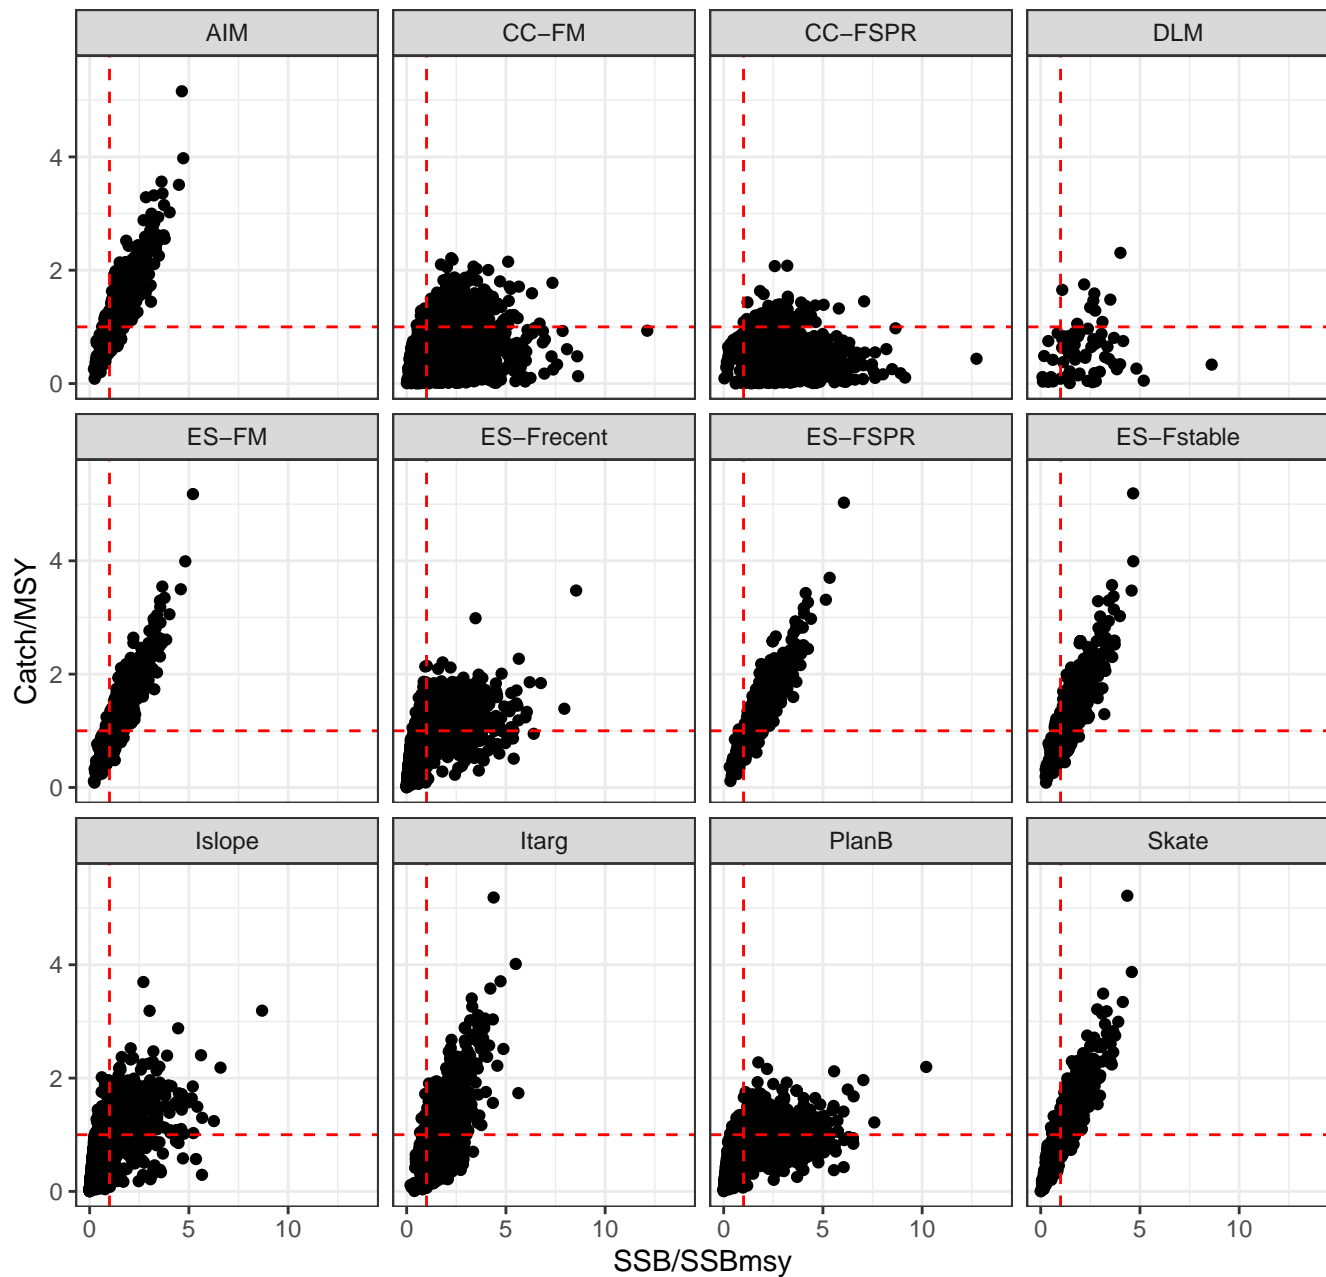 AIM
CC−FM
CC−FSPR
DLM
4
2
0
ES−FM
ES−Frecent
ES−FSPR
ES−Fstable
4
2
0
Catch/MSY
Islope
Itarg
PlanB
Skate
4
2
0
0 5 10
0 5 10
0 5 10
0 5 10
SSB/SSBmsy